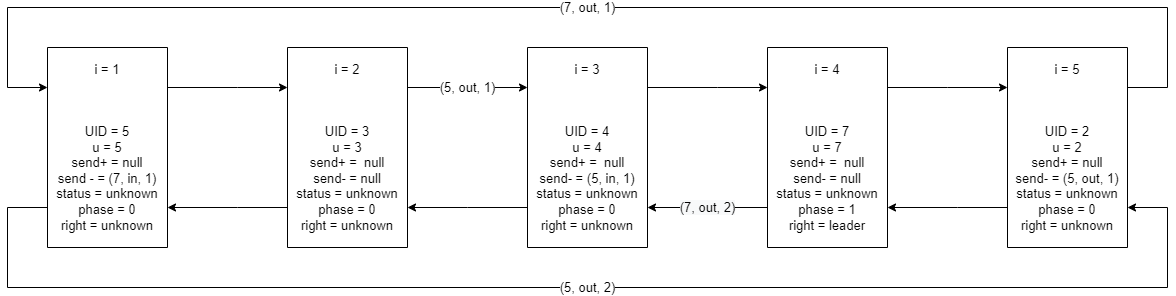 (7, out, 1)
i = 1
UID = 5
u = 5
send+ = null
send - = (7, in, 1)
status = unknown
phase = 0
right = unknown
i = 2
UID = 3
u = 3
send+ = null
send- = null
status = unknown
phase = 0
right = unknown
(5, out, 1)
i = 3
UID = 4
u = 4
send+ = null
send- = (5, in, 1)
status = unknown
phase = 0
right = unknown
(7, out, 2)
i = 4
UID = 7
u = 7
send+ = null
send- = null
status = unknown
phase = 1
right = leader
i = 5
UID = 2
u = 2
send+ = null
send- = (5, out, 1)
status = unknown
phase = 0
right = unknown
(5, out, 2)